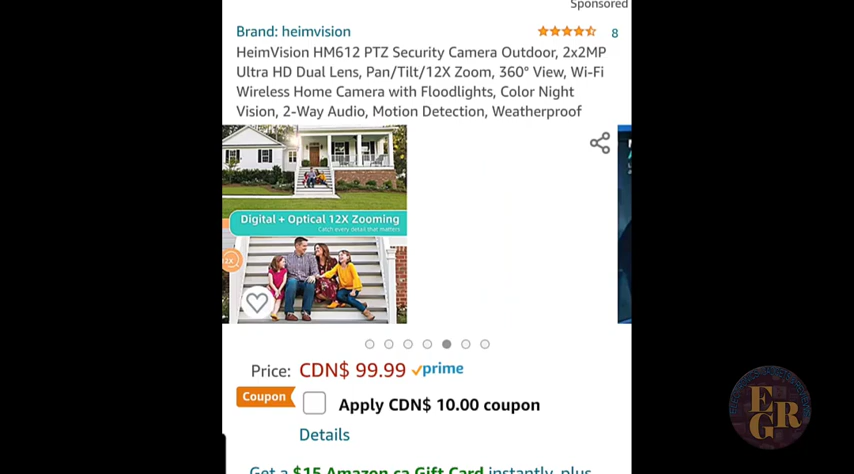 Sponsored
Brand: heimvision
8
HeimVision HM612 PTZ Security Camera Outdoor, 2x2MP
Ultra HD Dual Lens, Pan/Tilt/12X Zoom, 360° View, Wi-Fi
Wireless Home Camera with Floodlights, Color Night
Vision, 2-Way Audio, Motion Detection, Weatherproof
Digital + Optical 12X Zooming
Catch every detail that matters
12X
Price: CDN$ 99.99 prime
Coupon
Apply CDN$ 10.00 coupon
Details
Get a $15 Amazon.ca Gift Card instantly, plus
EGR